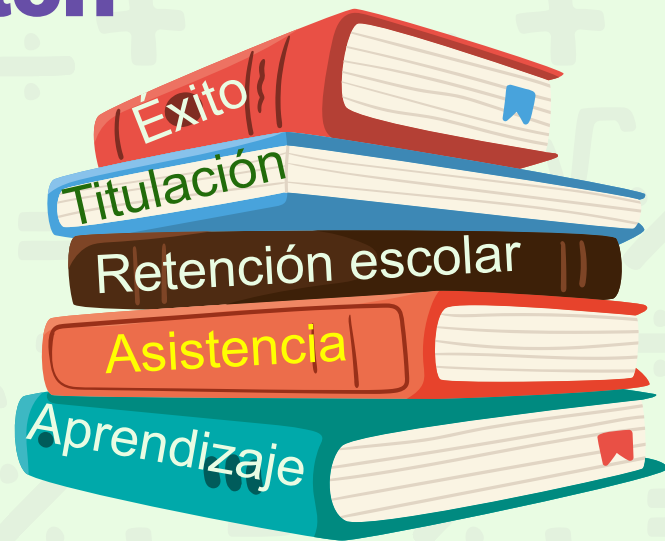 Éxito
Titulación
Retención escolar
Asistencia
Aprendizaje